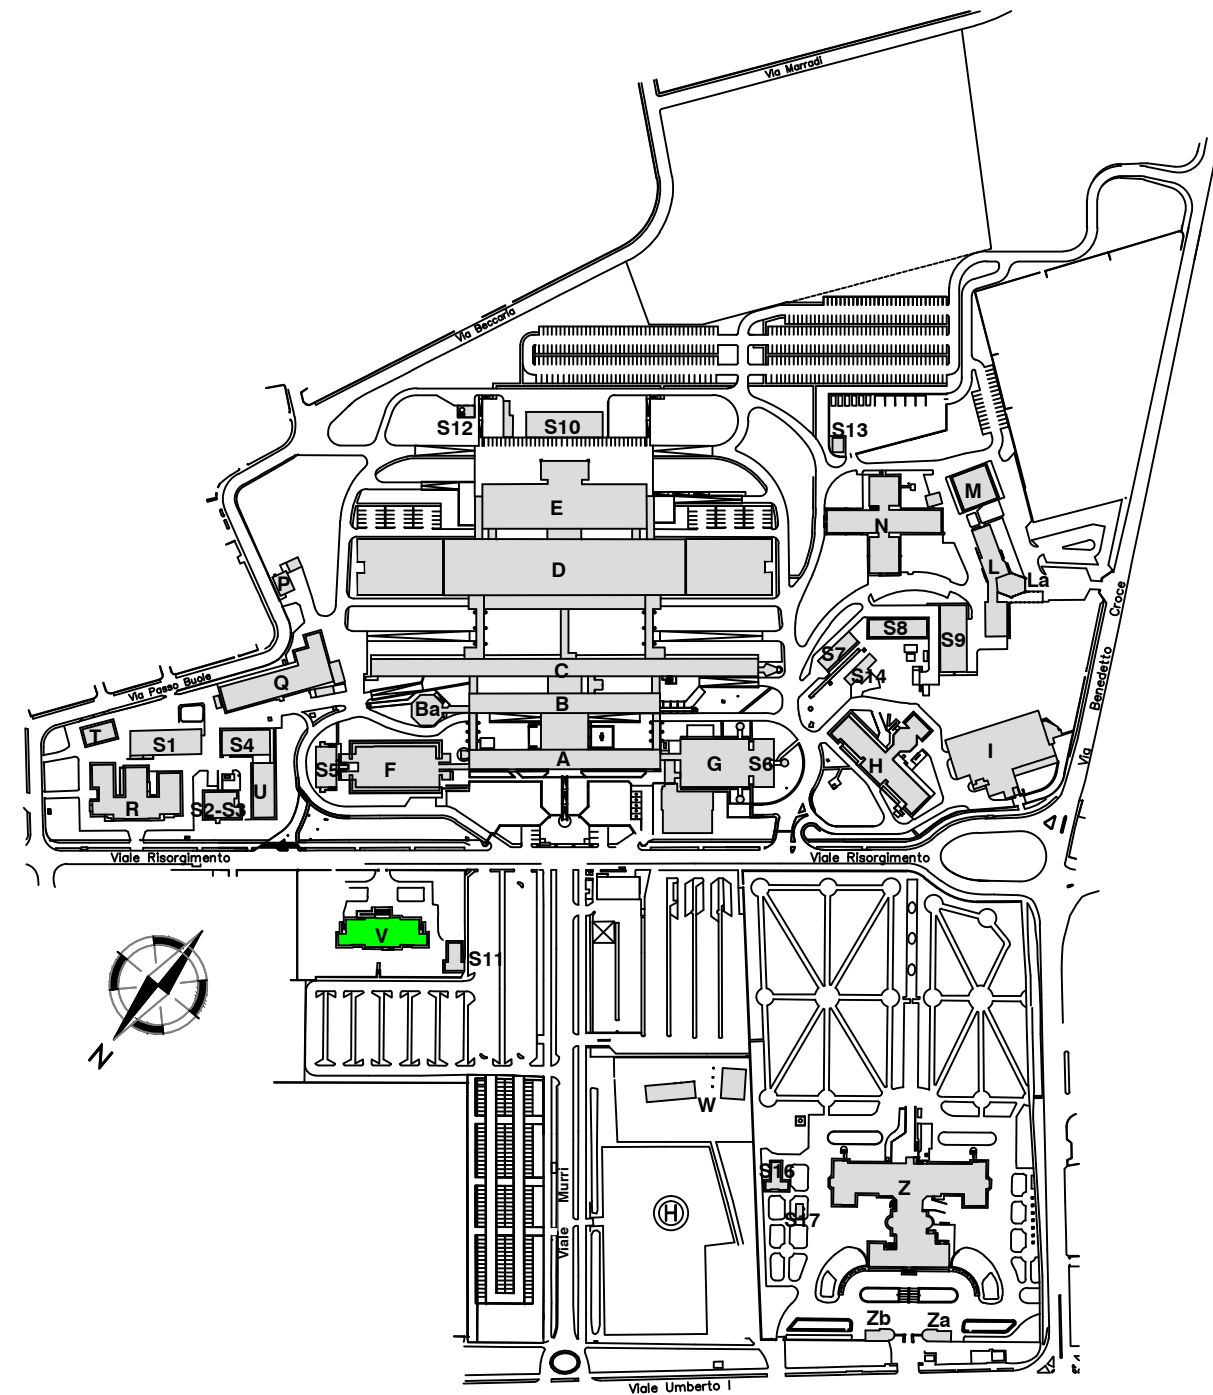 Via Marradi
Via Beccaria
S12
S10
S13
E
M
N
D
P
L
La
Croce
S8
S9
S7
S14
C
Q
Via Passo Buole
B
Ba
Benedetto
T
S1
S4
A
I
Via
S5
F
G
S6
H
U
R
S2-S3
Viale Risorgimento
Viale Risorgimento
V
S11
N
W
S16
Murri
Z
H
S17
Viale
Zb
Za
Viale Umberto I